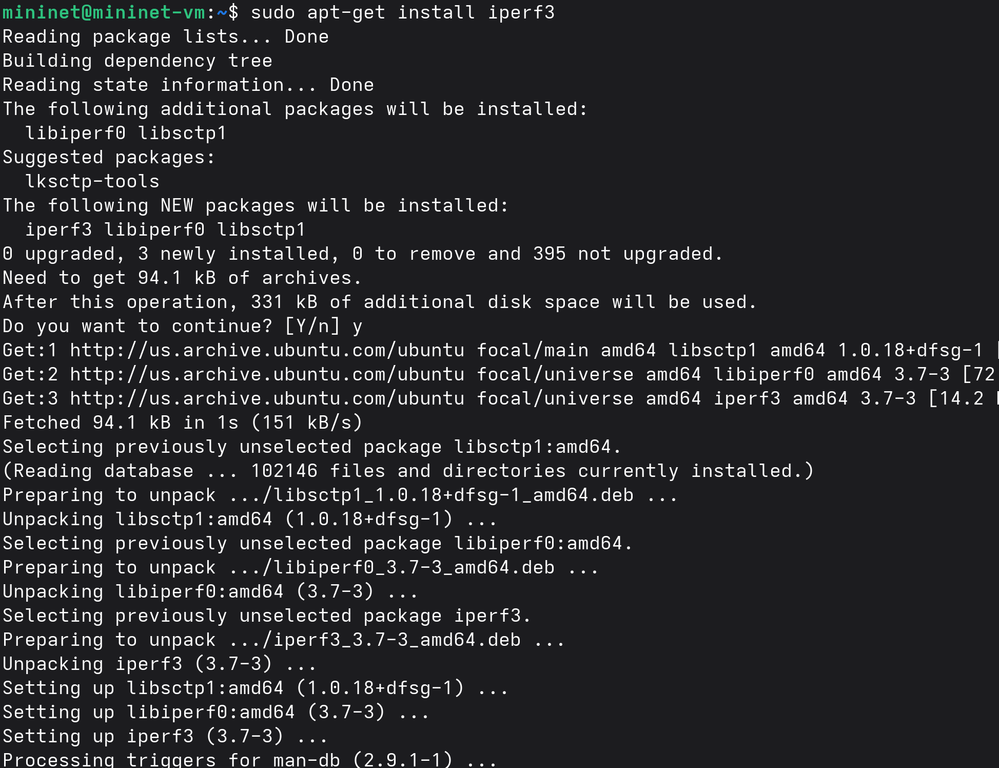 mininet@mininet-vm:~$ sudo apt-get install iperf3
Reading package lists... Done
Building dependency tree
Reading state information... Done
The following additional packages will be installed:
  libiperf0 libsctp1
Suggested packages:
  lksctp-tools
The following NEW packages will be installed:
  iperf3 libiperf0 libsctp1
0 upgraded, 3 newly installed, 0 to remove and 395 not upgraded.
Need to get 94.1 kB of archives.
After this operation, 331 kB of additional disk space will be used.
Do you want to continue? [Y/n] y
Get:1 http://us.archive.ubuntu.com/ubuntu focal/main amd64 libsctp1 amd64 1.0.18+dfsg-1 [
Get:2 http://us.archive.ubuntu.com/ubuntu focal/universe amd64 libiperf0 amd64 3.7-3 [72
Get:3 http://us.archive.ubuntu.com/ubuntu focal/universe amd64 iperf3 amd64 3.7-3 [14.2
Fetched 94.1 kB in 1s (151 kB/s)
Selecting previously unselected package libsctp1:amd64.
(Reading database ... 102146 files and directories currently installed.)
Preparing to unpack .../libsctp1_1.0.18+dfsg-1_amd64.deb ...
Unpacking libsctp1:amd64 (1.0.18+dfsg-1) ...
Selecting previously unselected package libiperf0:amd64.
Preparing to unpack .../libiperf0_3.7-3_amd64.deb ...
Unpacking libiperf0:amd64 (3.7-3) ...
Selecting previously unselected package iperf3.
Preparing to unpack .../iperf3_3.7-3_amd64.deb ...
Unpacking iperf3 (3.7-3) ...
Setting up libsctp1:amd64 (1.0.18+dfsg-1) ...
Setting up libiperf0:amd64 (3.7-3) ...
Setting up iperf3 (3.7-3) ...
Processing triggers for man-db (2.9.1-1) ...